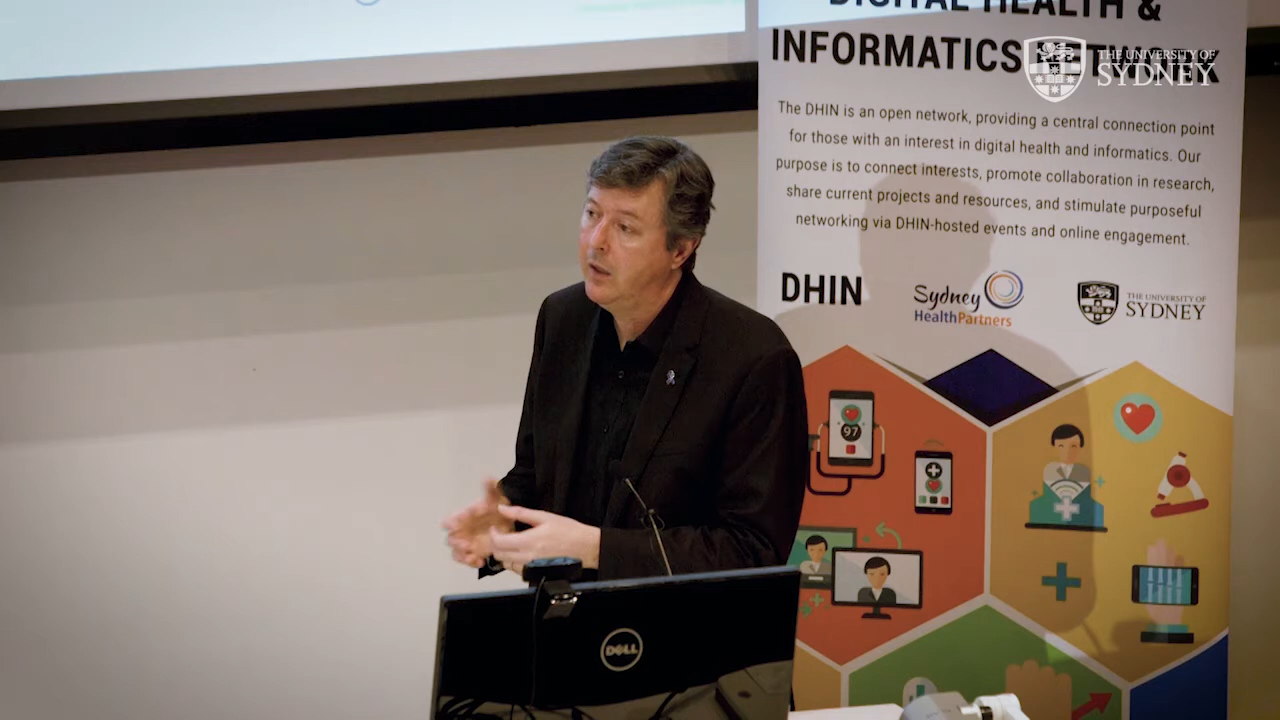 DIGITAL HEALTH &
INFORMATICS
THE UNIVERSITY OF
SYDNEY
The DHIN is an open network, providing a central connection point
for those with an interest in digital health and informatics. Our
purpose is to connect interests, promote collaboration in research,
share current projects and resources, and stimulate purposeful
networking via DHIN-hosted events and online engagement.
DHIN
Sydney
HealthPartners
THE UNIVERSITY OF
SYDNEY
97
DELL